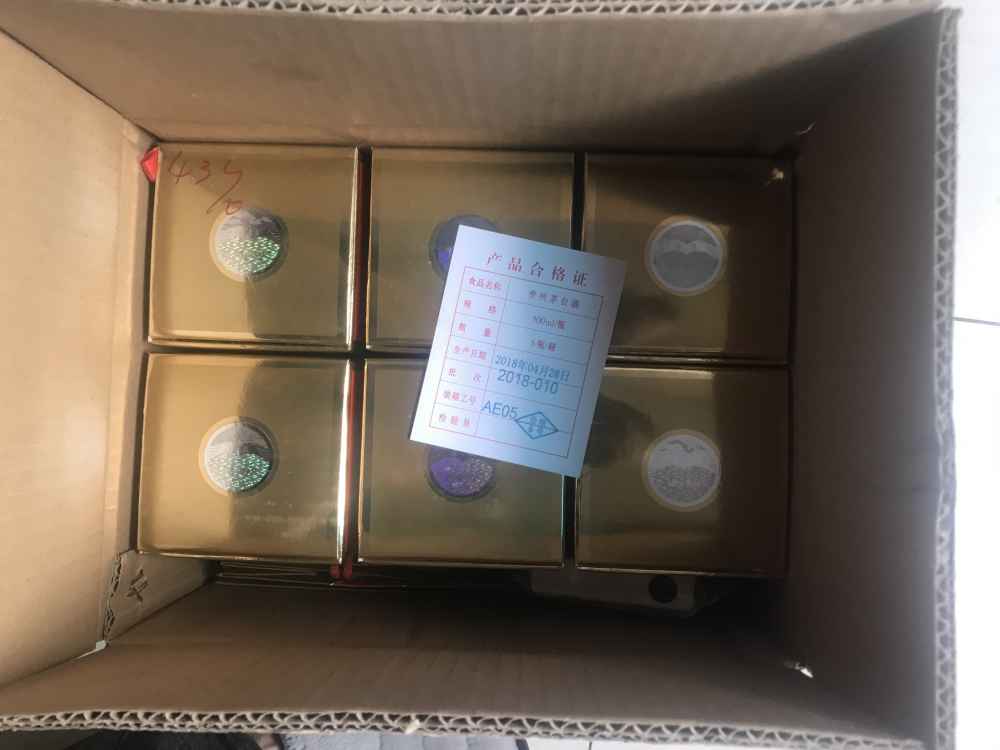 43%
产品合格证
食品名称 贵州茅台酒
规 格 500ml/瓶
数 量 6瓶/箱
生产日期 2018年04月28日
批 次 2018-010
装箱工号 AE05
检验员